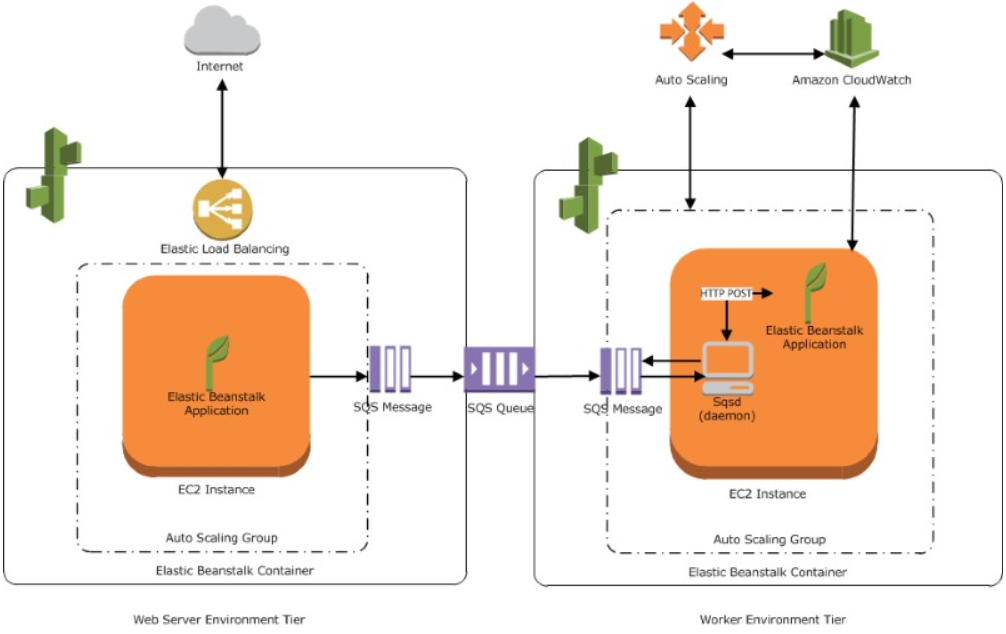 Internet
Auto Scaling
Amazon CloudWatch
Elastic Load Balancing
HTTP POST
Elastic Beanstalk
Application
Elastic Beanstalk
Application
SQS Message
SQS Queue
SQS Message
Sqsd
(daemon)
EC2 Instance
EC2 Instance
Auto Scaling Group
Auto Scaling Group
Elastic Beanstalk Container
Elastic Beanstalk Container
Web Server Environment Tier
Worker Environment Tier